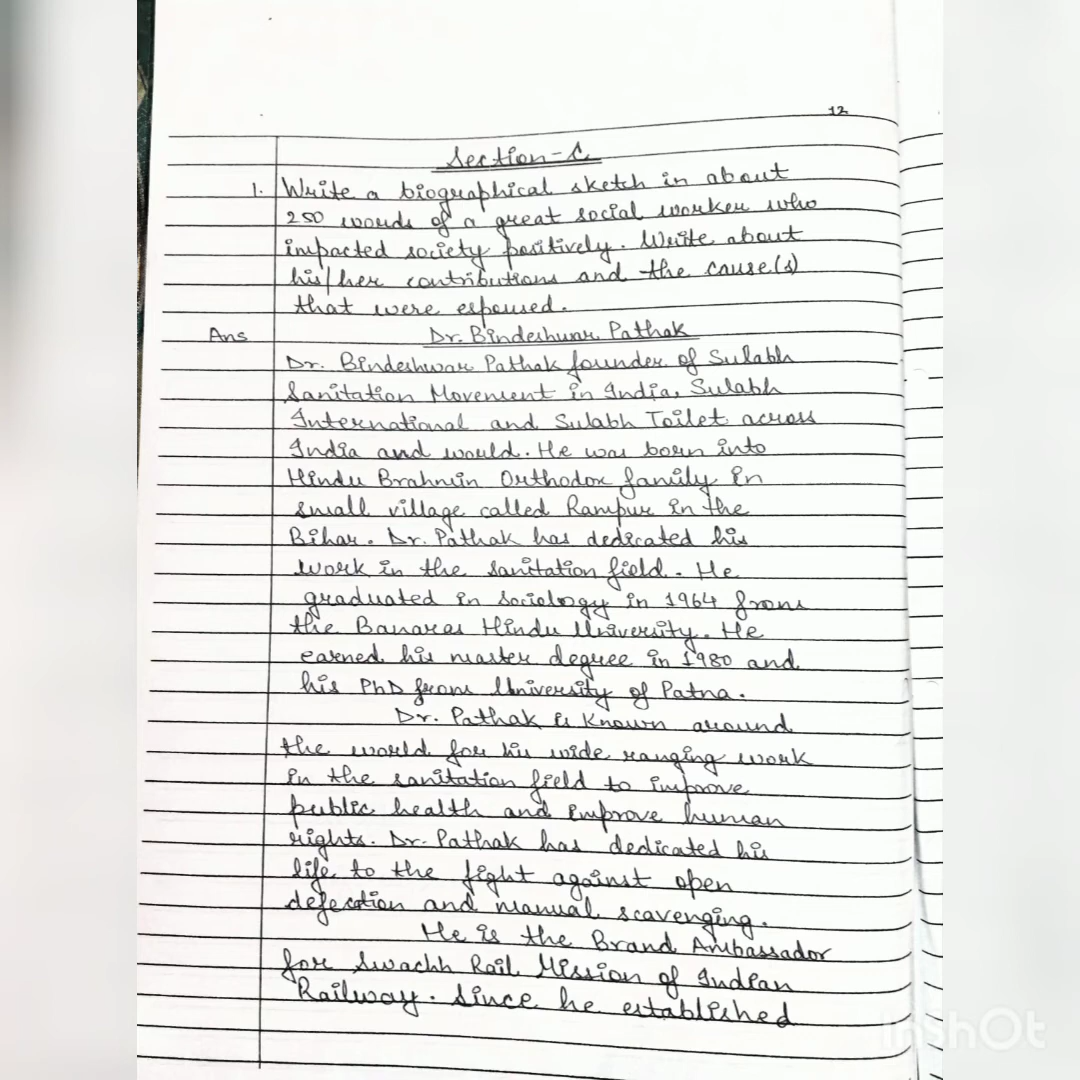 12
Section-C
1. Write a biographical sketch in about
250 words of a great social worker who
impacted society positively. Write about
his/her contributions and the cause(s)
that were espoused.
Ans Dr. Bindeshwar Pathak
Dr. Bindeshwar Pathak founder of Sulabh
Sanitation Movement in India, Sulabh
International and Sulabh Toilet across
India and world. He was born into
Hindu Brahmin Orthodox family in
small village called Rampur in the
Bihar. Dr. Pathak has dedicated his
work in the sanitation field. He
graduated in sociology in 1964 from
the Banaras Hindu University. He
earned his master degree in 1980 and
his PhD from University of Patna.
Dr. Pathak is known around
the world for his wide ranging work
in the sanitation field to improve
public health and improve human
rights. Dr. Pathak has dedicated his
life to the fight against open
defecation and manual scavenging.
He is the Brand Ambassador
for Swachh Rail Mission of Indian
Railway. Since he established
InShOt